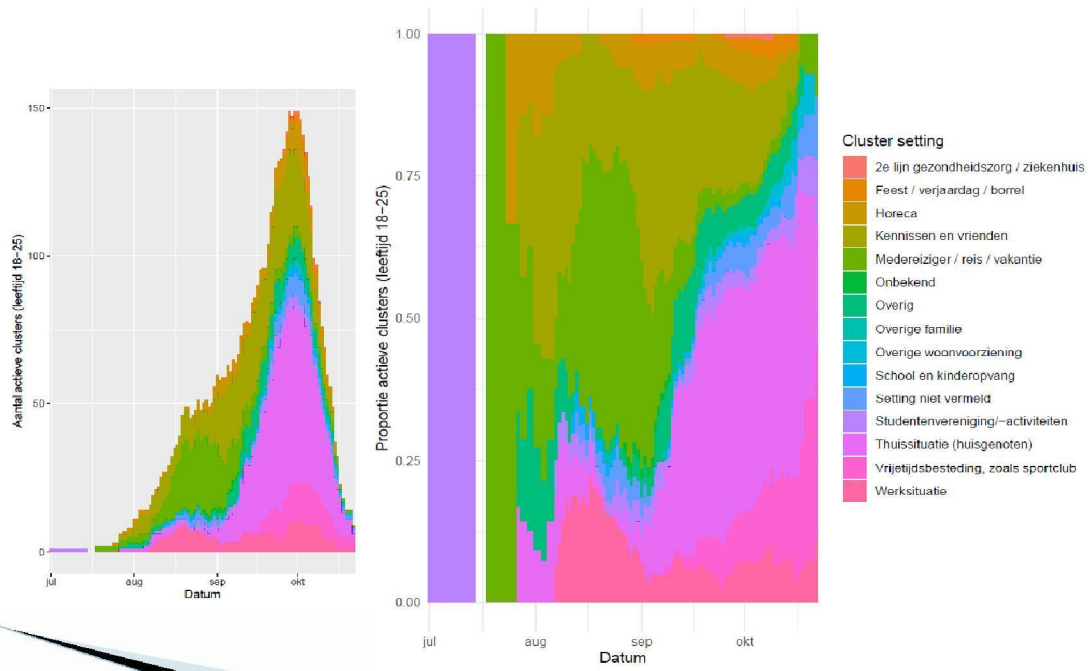 Aantal actieve clusters (leeftijd 18-25)
150
100
50
0
jul
aug
sep
okt
Datum
Proportie actieve clusters (leeftijd 18-25)
1.00
0.75
0.50
0.25
0.00
jul
aug
sep
okt
Datum
Cluster setting
2e lijn gezondheidszorg / ziekenhuis
Feest / verjaardag / borrel
Horeca
Kennissen en vrienden
Medereiziger / reis / vakantie
Onbekend
Overig
Overige familie
Overige woonvoorziening
School en kinderopvang
Setting niet vermeld
Studentenvereniging/-activiteiten
Thuissituatie (huisgenoten)
Vrijetijdsbesteding, zoals sportclub
Werksituatie